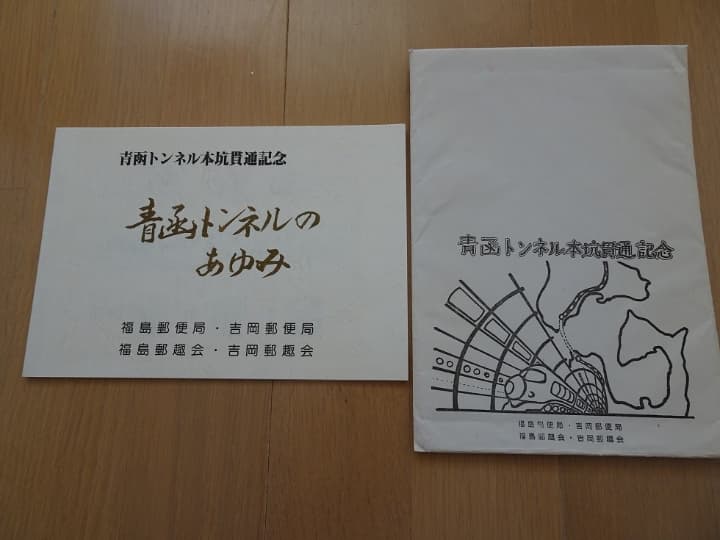 青函トンネル本坑貫通記念
青函トンネルの
あゆみ
福島郵便局・吉岡郵便局
福島郵趣会・吉岡郵趣会
青函トンネル本坑貫通記念
福島郵便局・吉岡郵便局
福島郵趣会・吉岡郵趣会